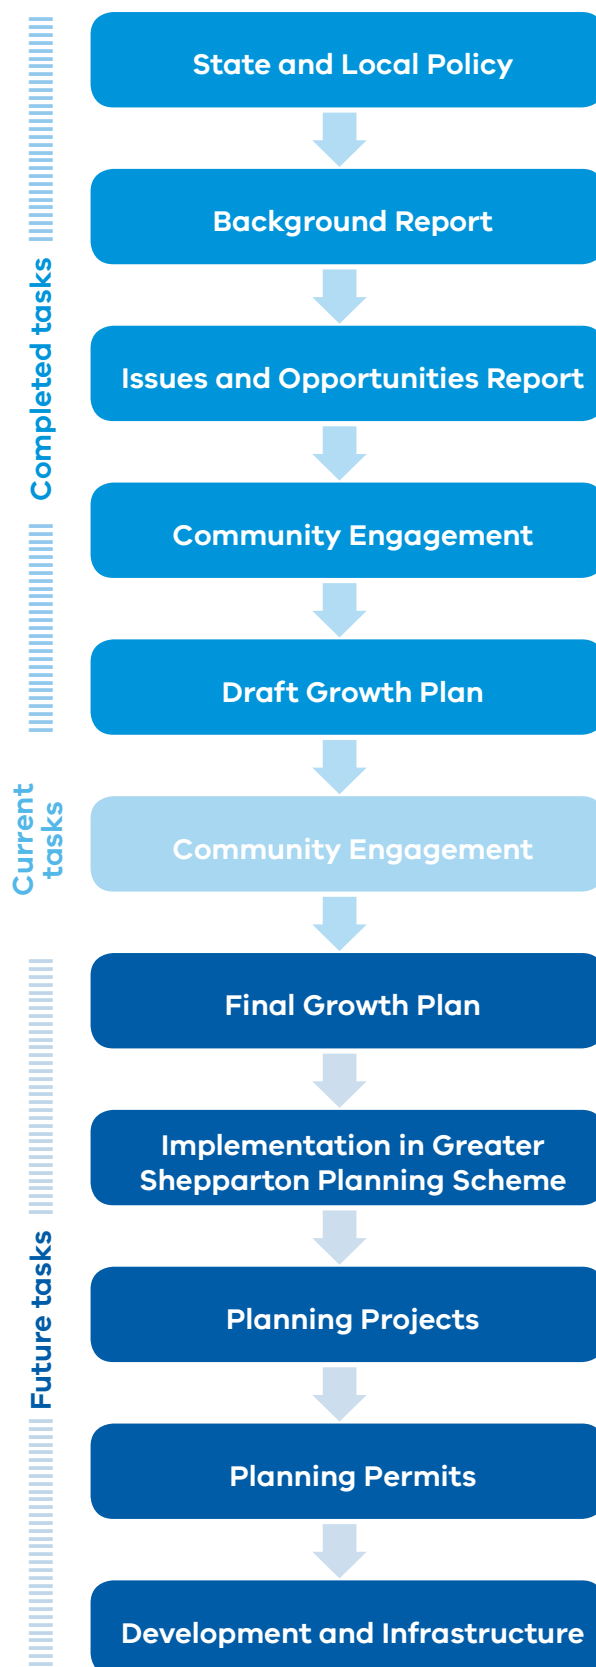 State and Local Policy
Background Report
Issues and Opportunities Report
Community Engagement
Draft Growth Plan
Completed tasks
Community Engagement
Current
tasks
Final Growth Plan
Implementation in Greater
Shepparton Planning Scheme
Planning Projects
Planning Permits
Development and Infrastructure
Future tasks